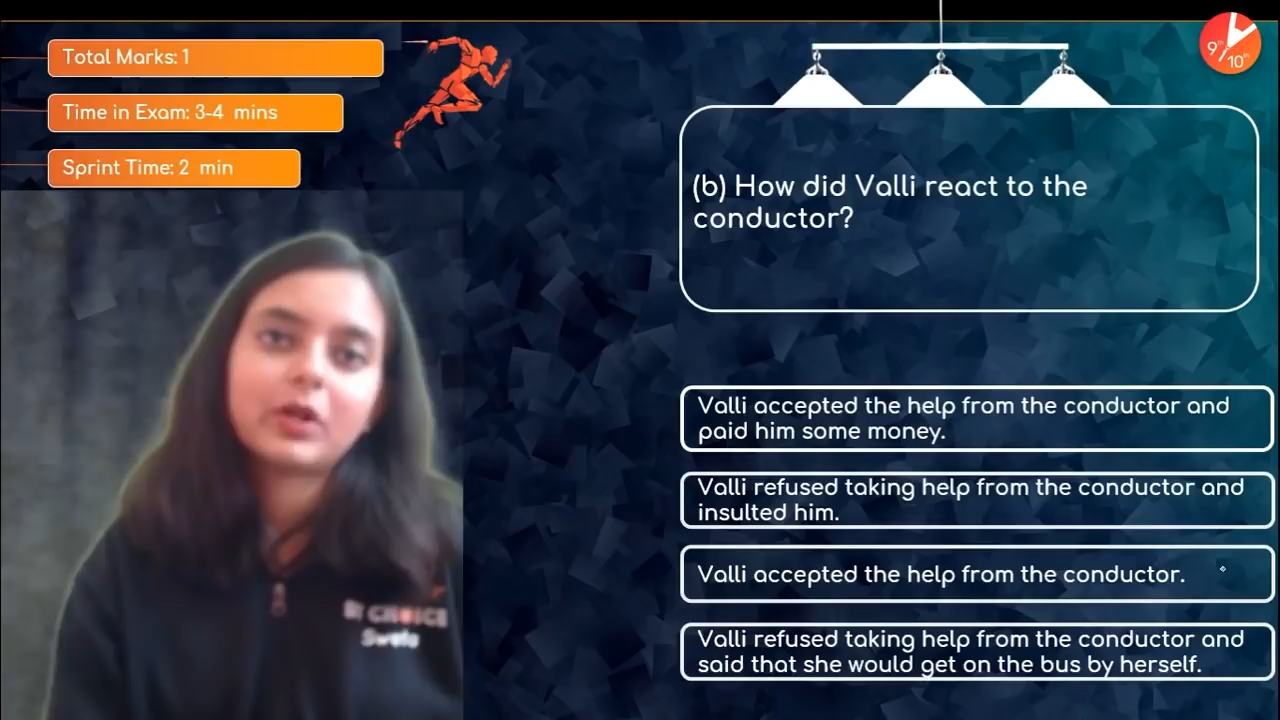 Total Marks: 1
Time in Exam: 3-4 mins
Sprint Time: 2 min
9th/10th
(b) How did Valli react to the
conductor?
Valli accepted the help from the conductor and
paid him some money.
Valli refused taking help from the conductor and
insulted him.
Valli accepted the help from the conductor.
Valli refused taking help from the conductor and
said that she would get on the bus by herself.